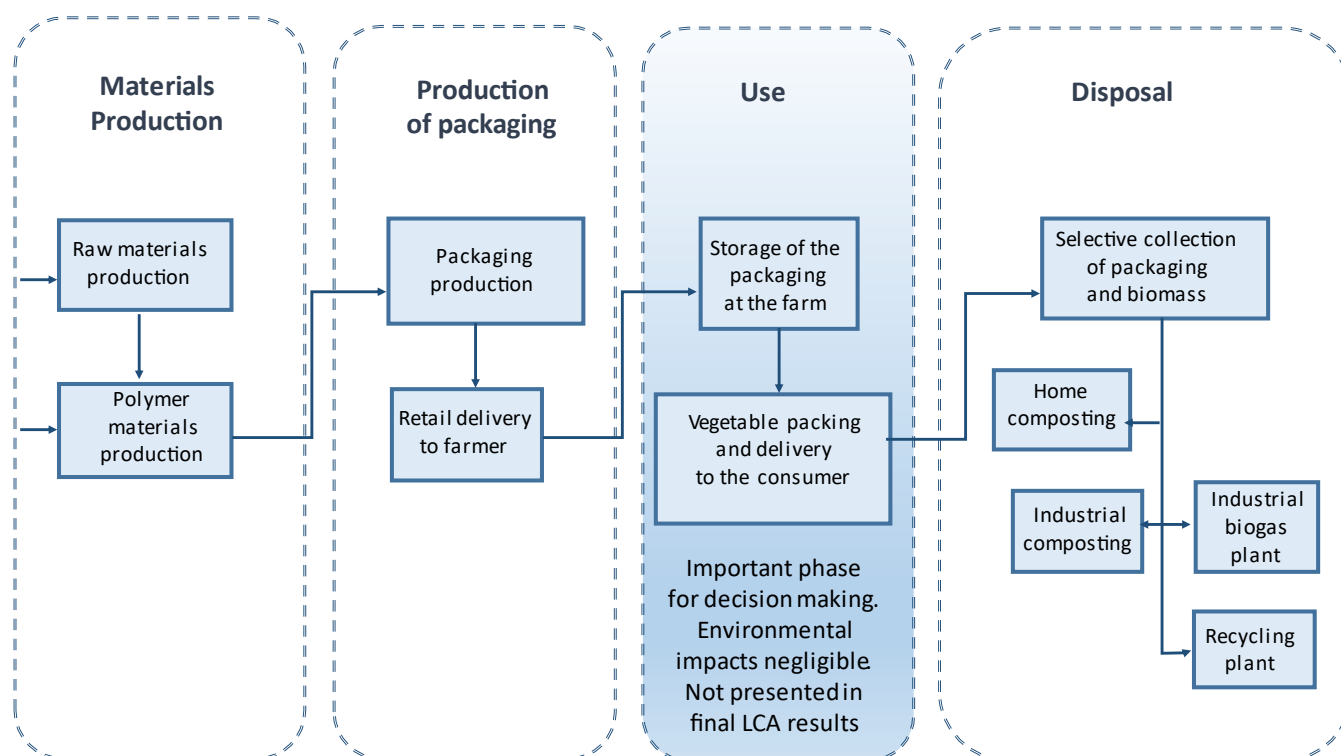 Materials
Production
Raw materials
production
Polymer
materials
production
Production
of packaging
Packaging
production
Retail delivery
to farmer
Use
Storage of the
packaging
at the farm
Vegetable packing
and delivery
to the consumer
Important phase
for decision making.
Environmental
impacts negligible.
Not presented in
final LCA results
Disposal
Selective collection
of packaging
and biomass
Home
composting
Industrial
composting
Industrial
biogas
plant
Recycling
plant